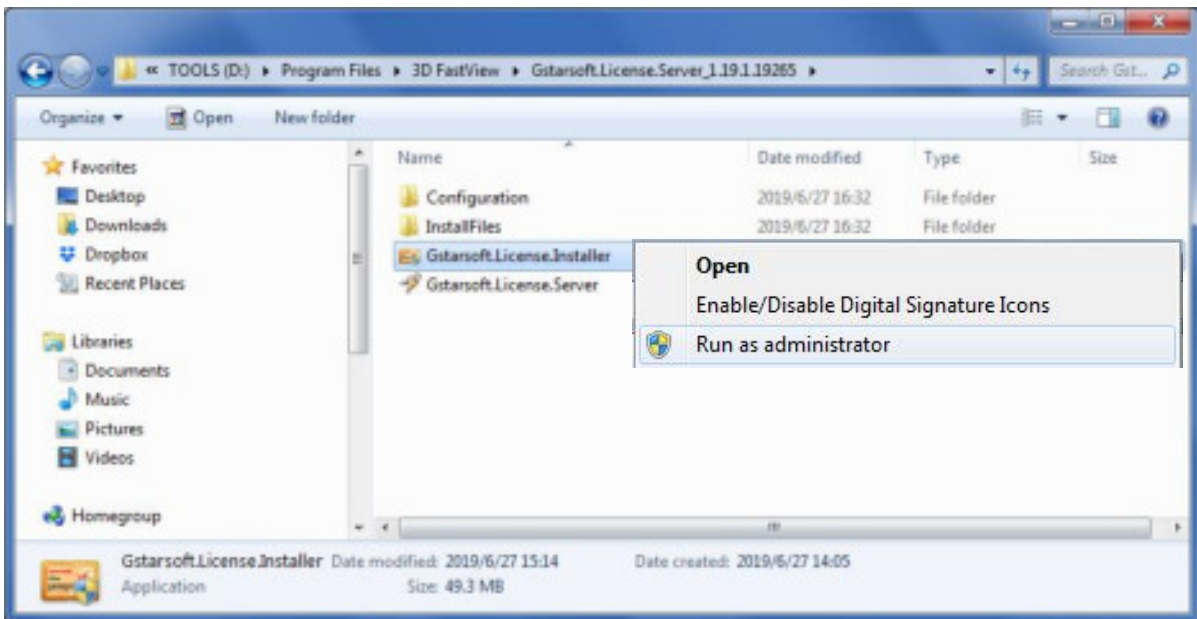 « TOOLS (D:) ▸ Program Files ▸ 3D FastView ▸ Gstarsoft.License.Server_1.19.1.19265 ▸
Search Gst...
Organize Open New folder
Name Date modified Type Size
Favorites
Desktop
Downloads
Dropbox
Recent Places
Libraries
Documents
Music
Pictures
Videos
Homegroup
Configuration 2019/6/27 16:32 File folder
InstallFiles 2019/6/27 16:32 File folder
Gstarsoft.License.Installer
Gstarsoft.License.Server
Open
Enable/Disable Digital Signature Icons
Run as administrator
Gstarsoft.License.Installer Date modified: 2019/6/27 15:14 Date created: 2019/6/27 14:05
Application Size: 49.3 MB